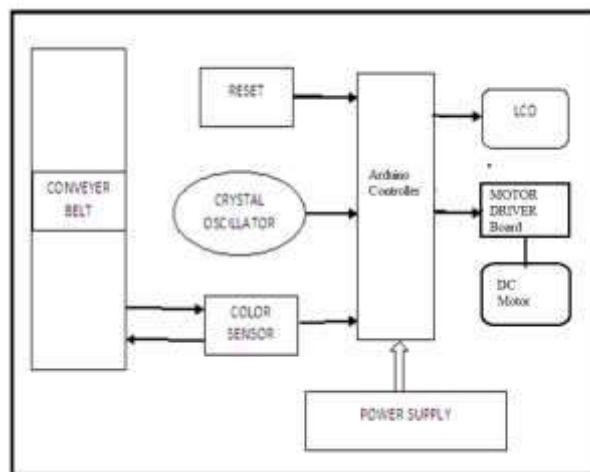 RESET
LCD
CONVEYER
BELT
CRYSTAL
OSCILLATOR
Arduino
Controller
MOTOR
DRIVER
Board
DC
Motor
COLOR
SENSOR
POWER SUPPLY